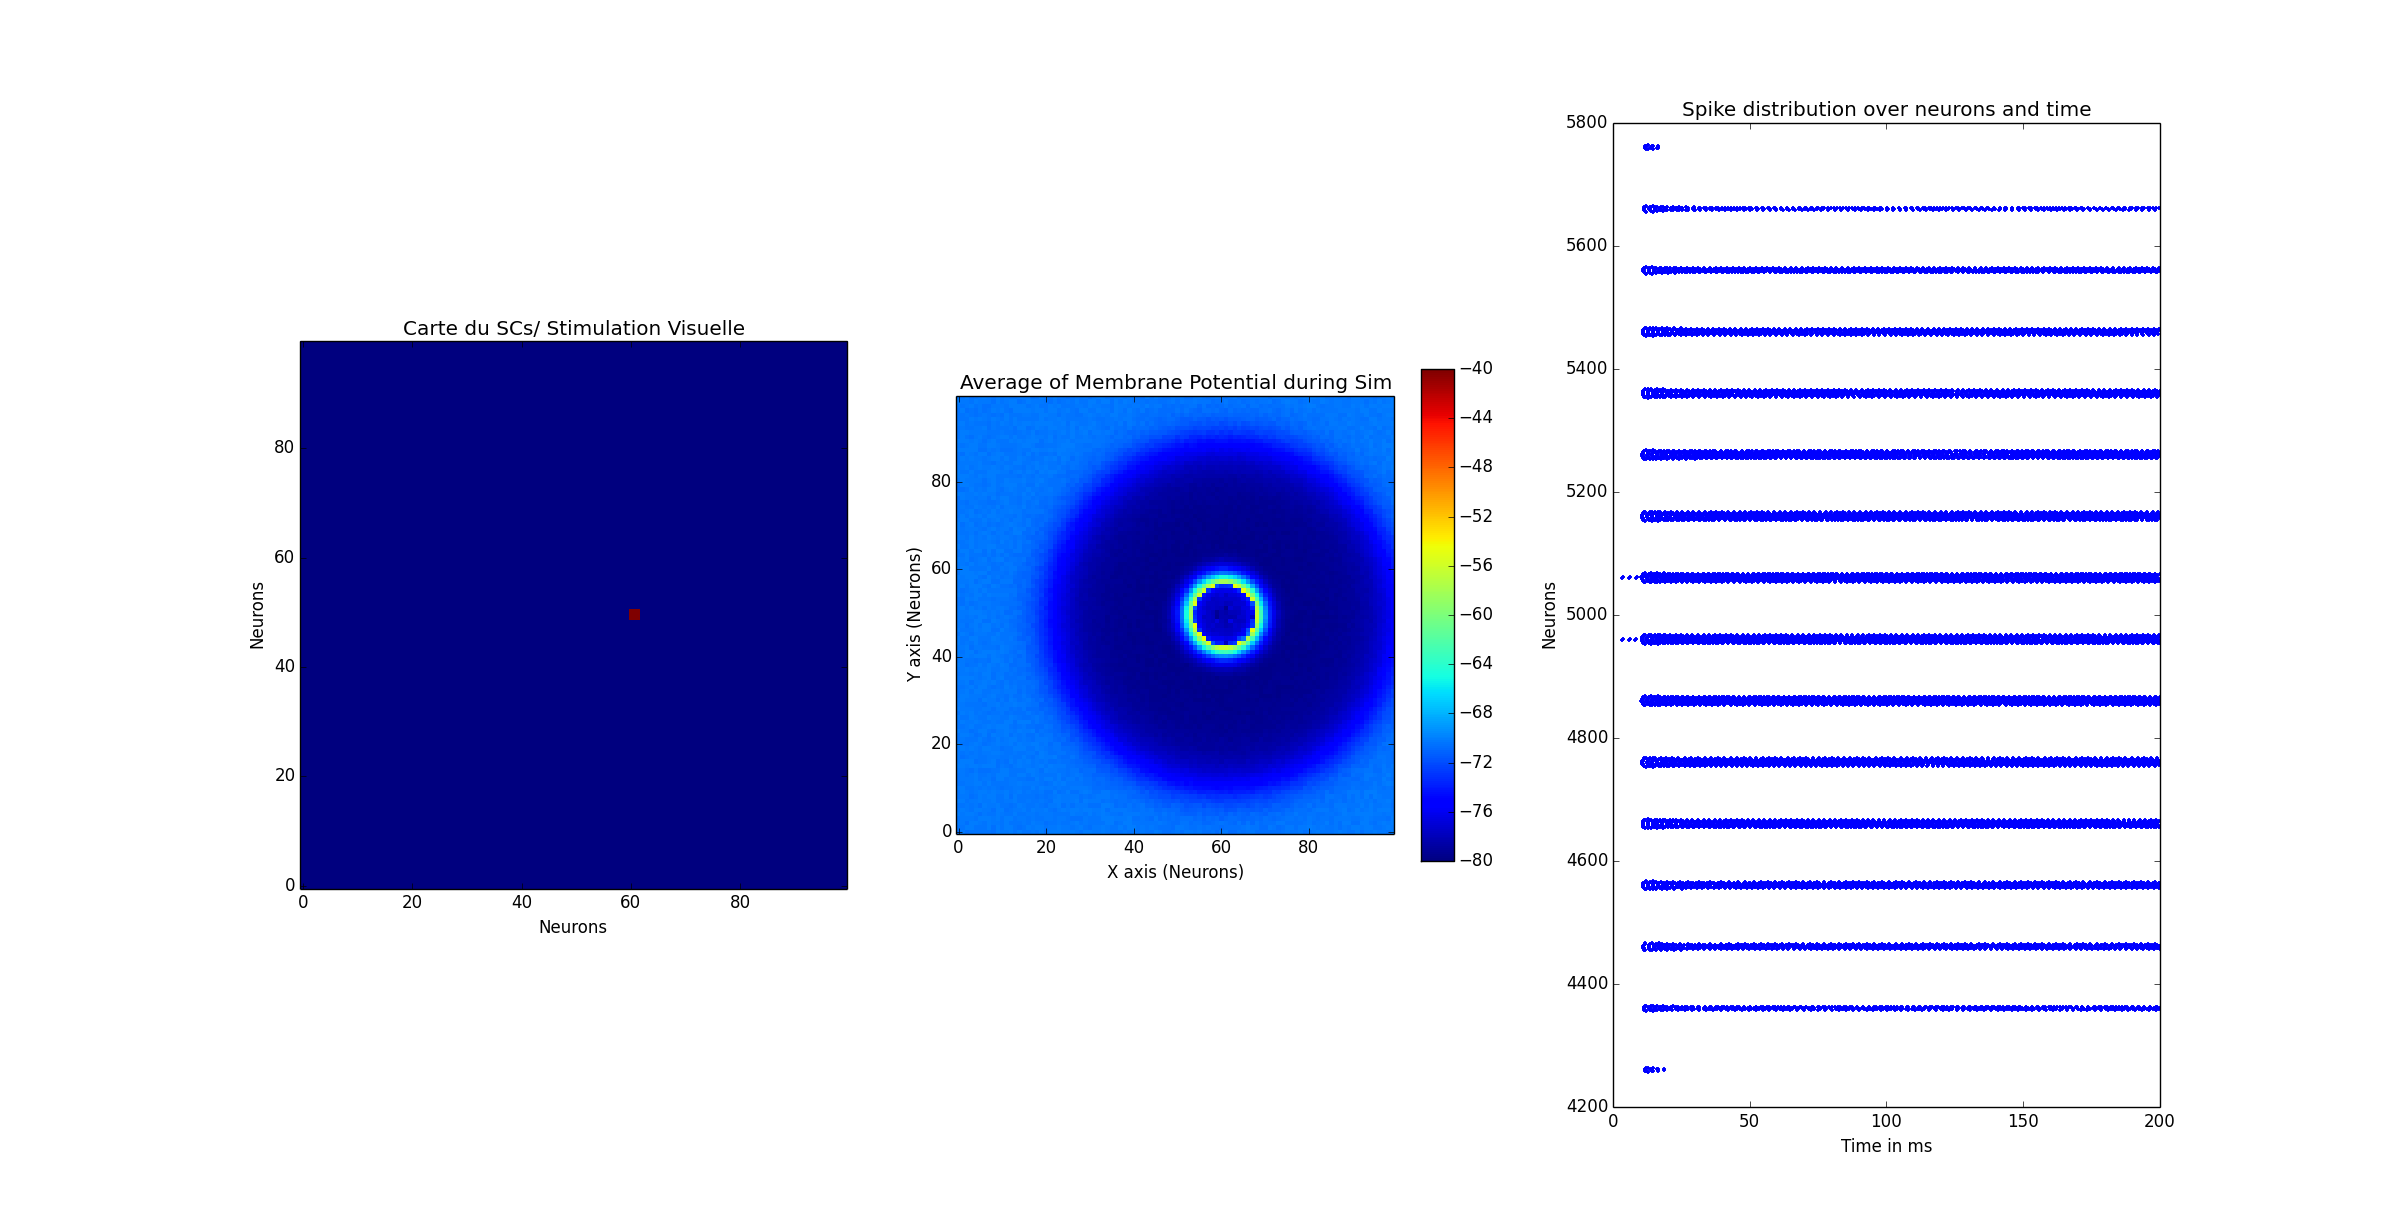 Carte du SCs/ Stimulation Visuelle
Neurons
80
60
40
20
0
0 20 40 60 80
Neurons
Average of Membrane Potential during Sim
Y axis (Neurons)
80
60
40
20
0
0 20 40 60 80
X axis (Neurons)
−40
−44
−48
−52
−56
−60
−64
−68
−72
−76
−80
Spike distribution over neurons and time
Neurons
5800
5600
5400
5200
5000
4800
4600
4400
4200
0 50 100 150 200
Time in ms